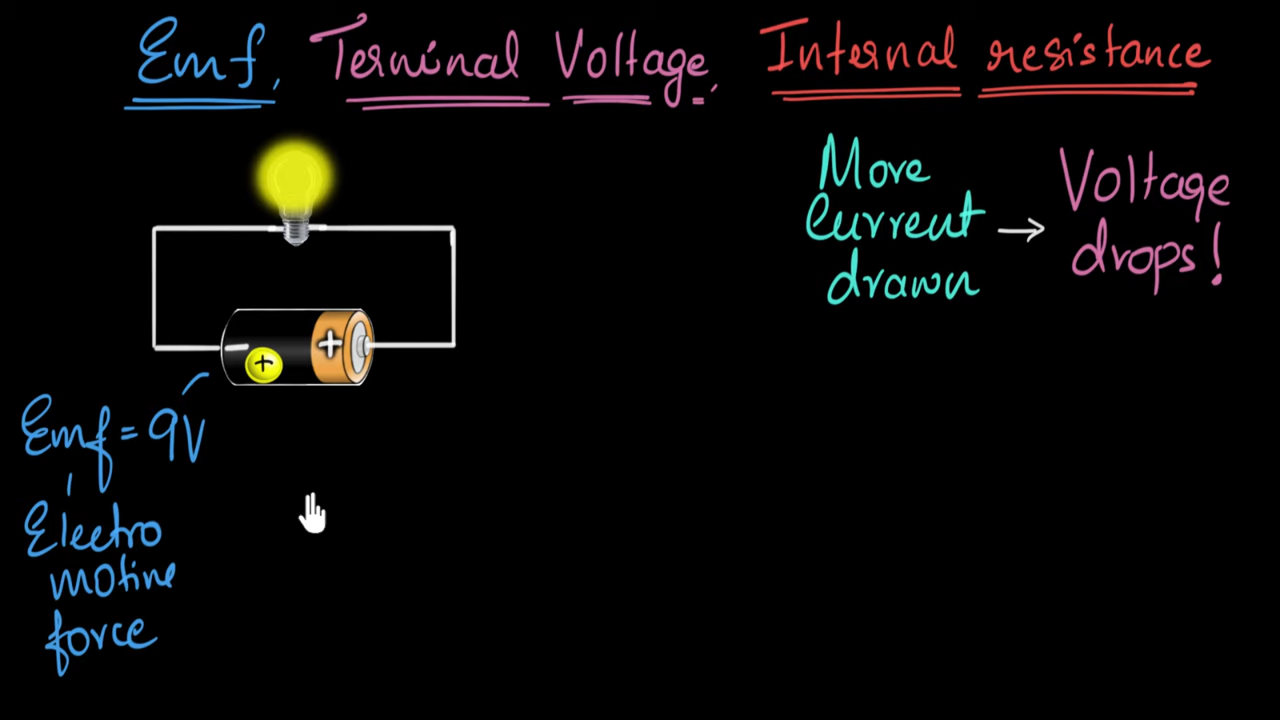 Emf, Terminal Voltage, Internal resistance
More
Current
drawn
→
Voltage
drops!
+
- +
Emf = 9V
Electro
motive
force